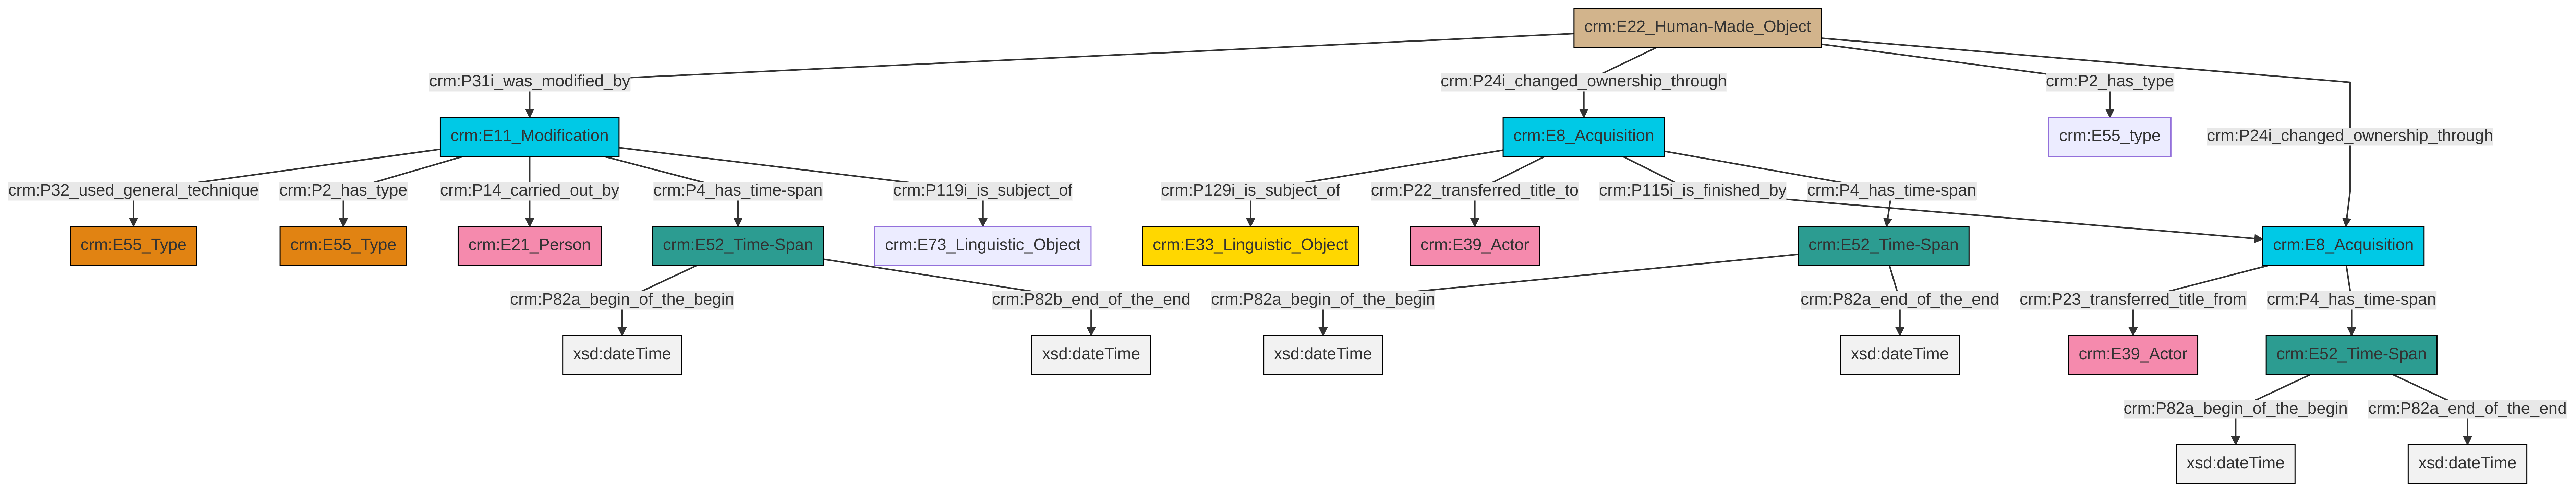 crm:E22_Human-Made_Object
crm:P31i_was_modified_by
crm:P24i_changed_ownership_through
crm:P2_has_type
crm:E11_Modification
crm:E8_Acquisition
crm:E55_type
crm:P24i_changed_ownership_through
crm:P32_used_general_technique
crm:P2_has_type
crm:P14_carried_out_by
crm:P4_has_time-span
crm:P119i_is_subject_of
crm:P129i_is_subject_of
crm:P22_transferred_title_to
crm:P115i_is_finished_by
crm:P4_has_time-span
crm:E55_Type
crm:E55_Type
crm:E21_Person
crm:E52_Time-Span
crm:E73_Linguistic_Object
crm:E33_Linguistic_Object
crm:E39_Actor
crm:E52_Time-Span
crm:E8_Acquisition
crm:P82a_begin_of_the_begin
crm:P82b_end_of_the_end
crm:P82a_begin_of_the_begin
crm:P82a_end_of_the_end
crm:P23_transferred_title_from
crm:P4_has_time-span
xsd:dateTime
xsd:dateTime
xsd:dateTime
xsd:dateTime
crm:E39_Actor
crm:E52_Time-Span
crm:P82a_begin_of_the_begin
crm:P82a_end_of_the_end
xsd:dateTime
xsd:dateTime